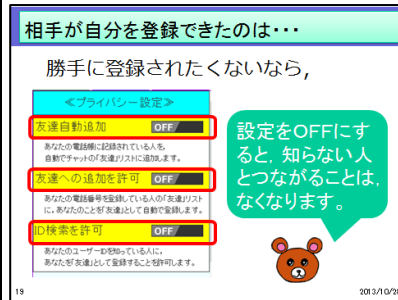 相手が自分を登録できたのは・・・
勝手に登録されたくないなら，
≪プライバシー設定≫
友達自動追加 OFF
あなたの電話帳に記録されている人を、
自動でチャットの「友達」リストに追加します。
友達への追加を許可 OFF
あなたの電話番号を登録している人の「友達」リスト
に、あなたのことを「友達」として自動で登録します。
ID検索を許可 OFF
あなたのユーザーIDを知っている人に、
あなたを「友達」として登録することを許可します。
設定をOFFにす
ると，知らない人
とつながることは，
なくなります。
19
2013/10/28